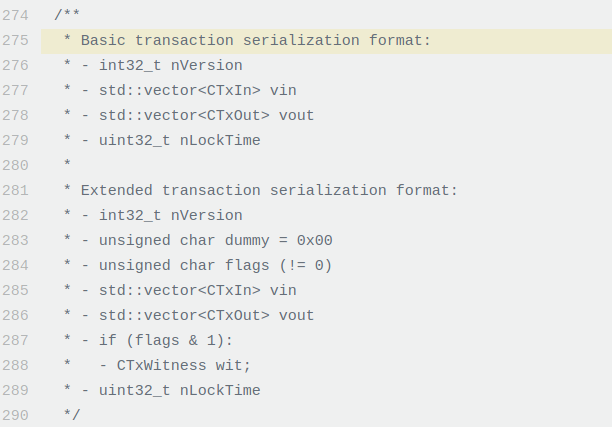 274 /**
275 * Basic transaction serialization format:
276 * - int32_t nVersion
277 * - std::vector<CTxIn> vin
278 * - std::vector<CTxOut> vout
279 * - uint32_t nLockTime
280 *
281 * Extended transaction serialization format:
282 * - int32_t nVersion
283 * - unsigned char dummy = 0x00
284 * - unsigned char flags (!= 0)
285 * - std::vector<CTxIn> vin
286 * - std::vector<CTxOut> vout
287 * - if (flags & 1):
288 *   - CTxWitness wit;
289 * - uint32_t nLockTime
290 */